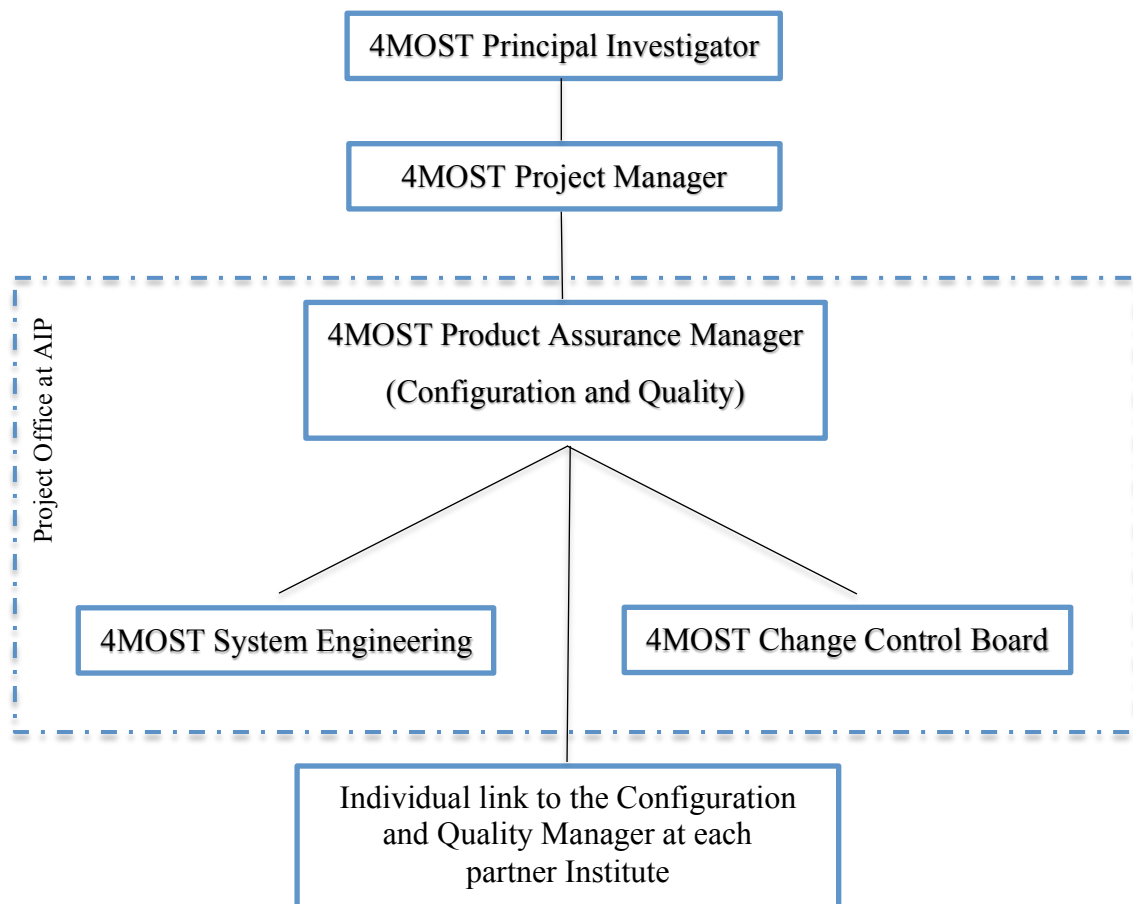 4MOST Principal Investigator
4MOST Project Manager
Project Office at AIP
4MOST Product Assurance Manager
(Configuration and Quality)
4MOST System Engineering
4MOST Change Control Board
Individual link to the Configuration
and Quality Manager at each
partner Institute